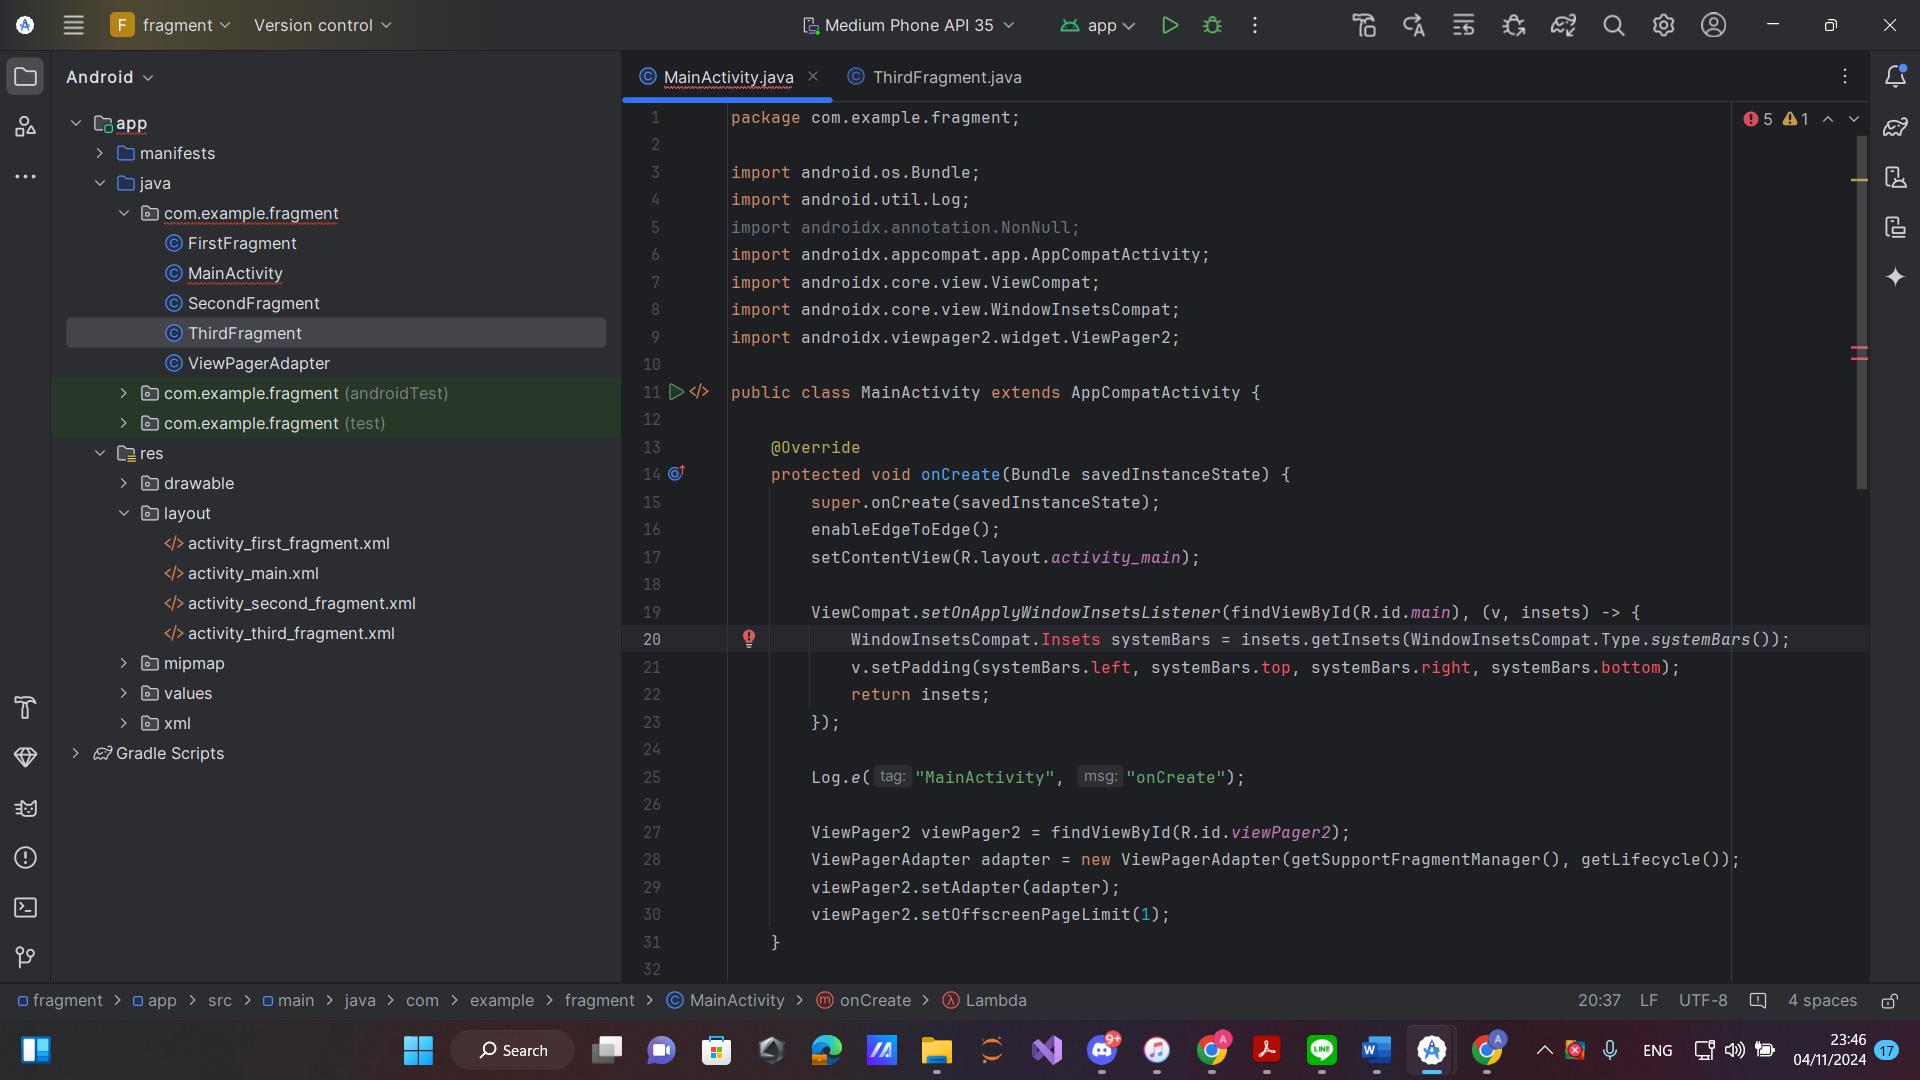 F fragment Version control Medium Phone API 35 app
Android
MainActivity.java ThirdFragment.java
app
manifests
java
com.example.fragment
FirstFragment
MainActivity
SecondFragment
ThirdFragment
ViewPagerAdapter
com.example.fragment (androidTest)
com.example.fragment (test)
res
drawable
layout
activity_first_fragment.xml
activity_main.xml
activity_second_fragment.xml
activity_third_fragment.xml
mipmap
values
xml
Gradle Scripts
5 1
1 package com.example.fragment;
2
3 import android.os.Bundle;
4 import android.util.Log;
5 import androidx.annotation.NonNull;
6 import androidx.appcompat.app.AppCompatActivity;
7 import androidx.core.view.ViewCompat;
8 import androidx.core.view.WindowInsetsCompat;
9 import androidx.viewpager2.widget.ViewPager2;
10
11 public class MainActivity extends AppCompatActivity {
12
13 @Override
14 protected void onCreate(Bundle savedInstanceState) {
15 super.onCreate(savedInstanceState);
16 enableEdgeToEdge();
17 setContentView(R.layout.activity_main);
18
19 ViewCompat.setOnApplyWindowInsetsListener(findViewById(R.id.main), (v, insets) -> {
20 WindowInsetsCompat.Insets systemBars = insets.getInsets(WindowInsetsCompat.Type.systemBars());
21 v.setPadding(systemBars.left, systemBars.top, systemBars.right, systemBars.bottom);
22 return insets;
23 });
24
25 Log.e( tag: "MainActivity", msg: "onCreate");
26
27 ViewPager2 viewPager2 = findViewById(R.id.viewPager2);
28 ViewPagerAdapter adapter = new ViewPagerAdapter(getSupportFragmentManager(), getLifecycle());
29 viewPager2.setAdapter(adapter);
30 viewPager2.setOffscreenPageLimit(1);
31 }
32
fragment > app > src > main > java > com > example > fragment > MainActivity > onCreate > Lambda 20:37 LF UTF-8 4 spaces
Search 9+ A LINE W A ENG 23:46
04/11/2024 17